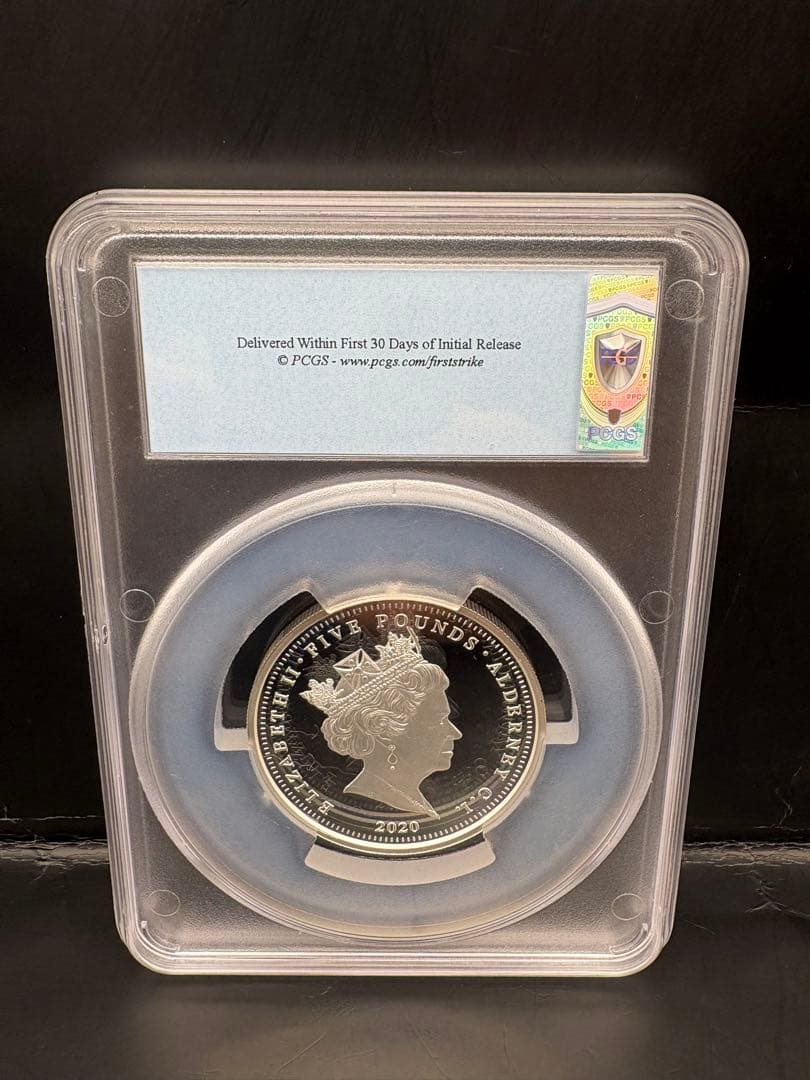 Delivered Within First 30 Days of Initial Release
© PCGS - www.pcgs.com/firststrike
PCGS
ELIZABETH II · FIVE POUNDS · ALDERNEY C.I.
2020